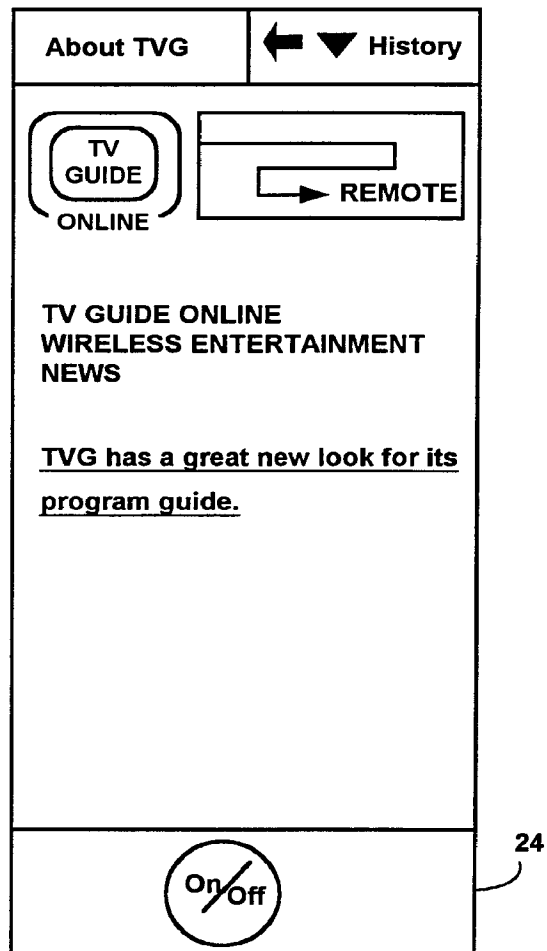 About TVG
History
TV
GUIDE
ONLINE
REMOTE
TV GUIDE ONLINE
WIRELESS ENTERTAINMENT
NEWS
TVG has a great new look for its
program guide.
24
On/Off